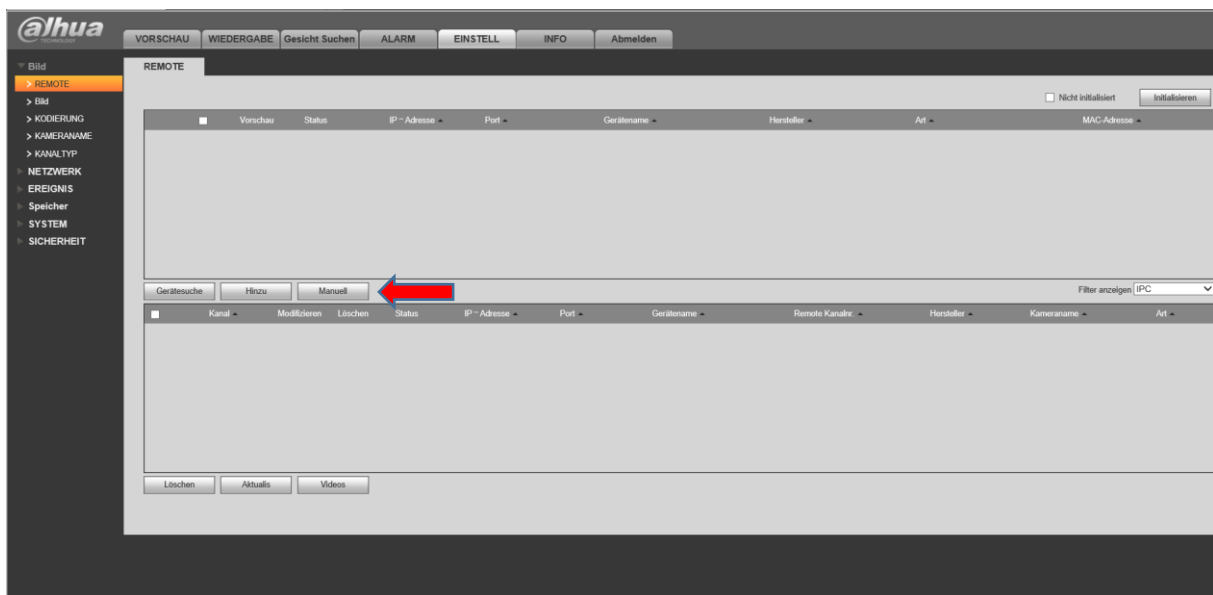 alhua
TECHNOLOGY
VORSCHAU WIEDERGABE Gesicht Suchen ALARM EINSTELL INFO Abmelden
Bild
> REMOTE
> Bild
> KODIERUNG
> KAMERANAME
> KANALTYP
NETZWERK
EREIGNIS
Speicher
SYSTEM
SICHERHEIT
REMOTE
Nicht initialisiert Initialisieren
Vorschau Status IP-Adresse Port Gerätename Hersteller Art MAC-Adresse
Gerätesuche Hinzu Manuell Filter anzeigen IPC
Kanal Modifizieren Löschen Status IP-Adresse Port Gerätename Remote Kanalnr. Hersteller Kameraname Art
Löschen Aktualis Videos